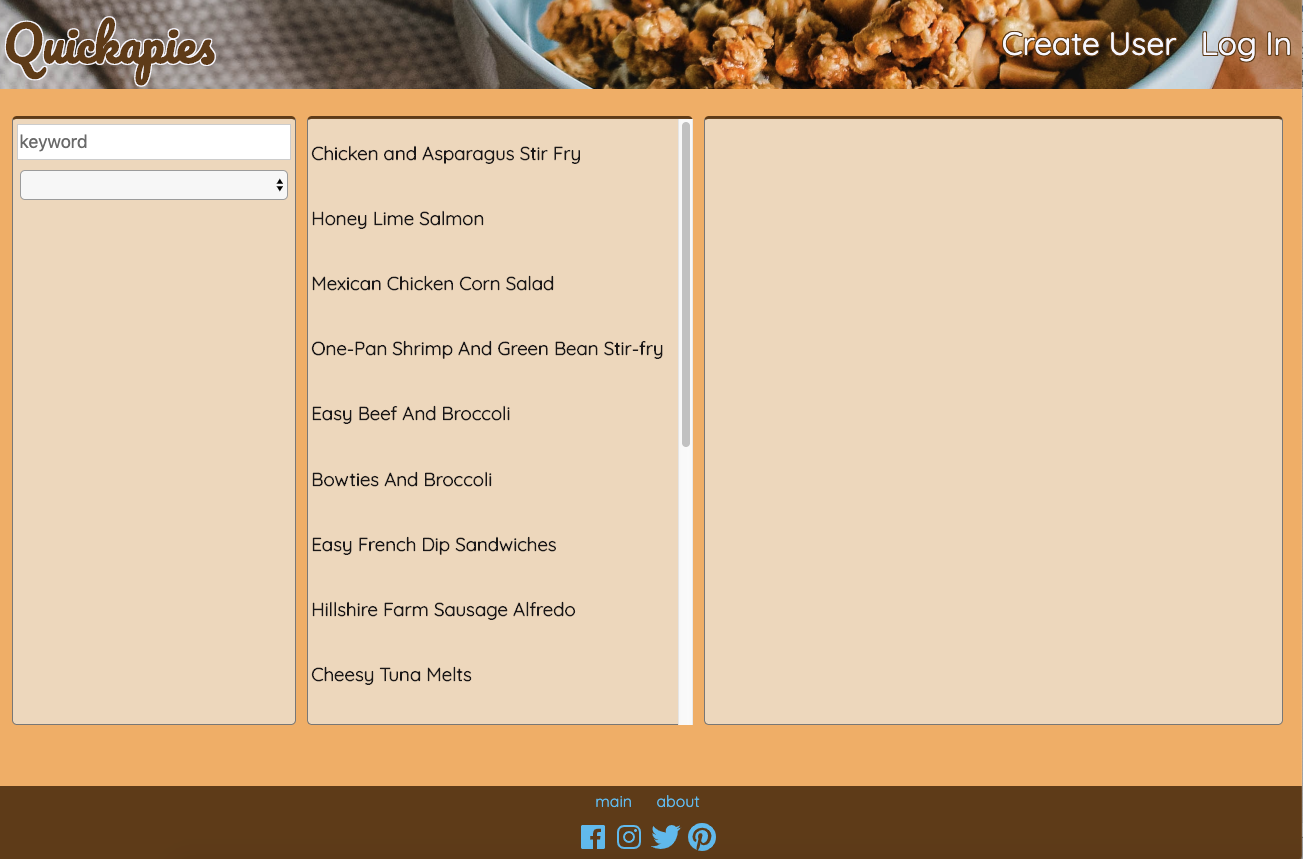 Quickapies
Create User Log In
keyword
Chicken and Asparagus Stir Fry
Honey Lime Salmon
Mexican Chicken Corn Salad
One-Pan Shrimp And Green Bean Stir-fry
Easy Beef And Broccoli
Bowties And Broccoli
Easy French Dip Sandwiches
Hillshire Farm Sausage Alfredo
Cheesy Tuna Melts
main about